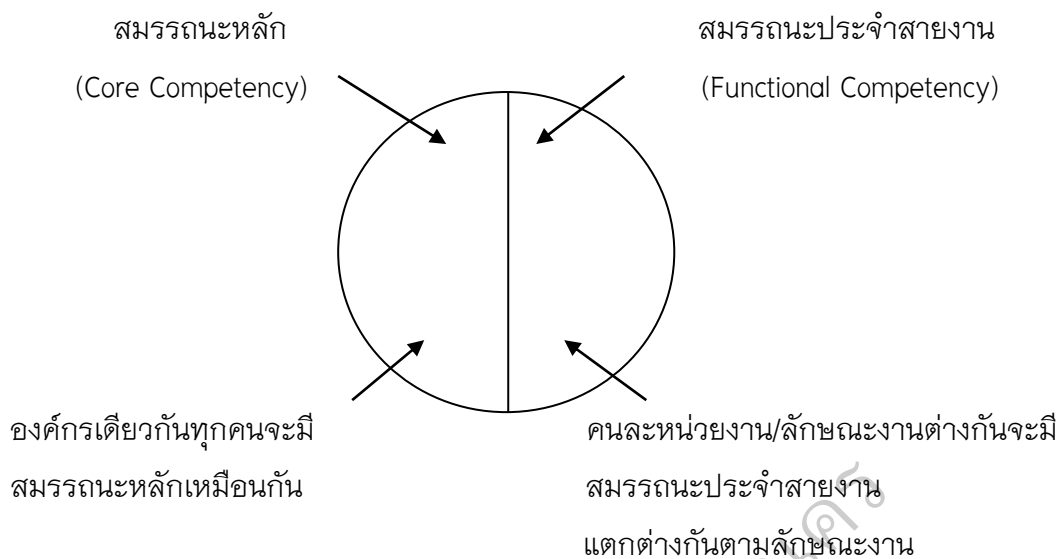 สมรรถนะหลัก
(Core Competency)
สมรรถนะประจำสายงาน
(Functional Competency)
องค์กรเดียวกันทุกคนจะมี
สมรรถนะหลักเหมือนกัน
คนละหน่วยงาน/ลักษณะงานต่างกันจะมี
สมรรถนะประจำสายงาน
แตกต่างกันตามลักษณะงาน